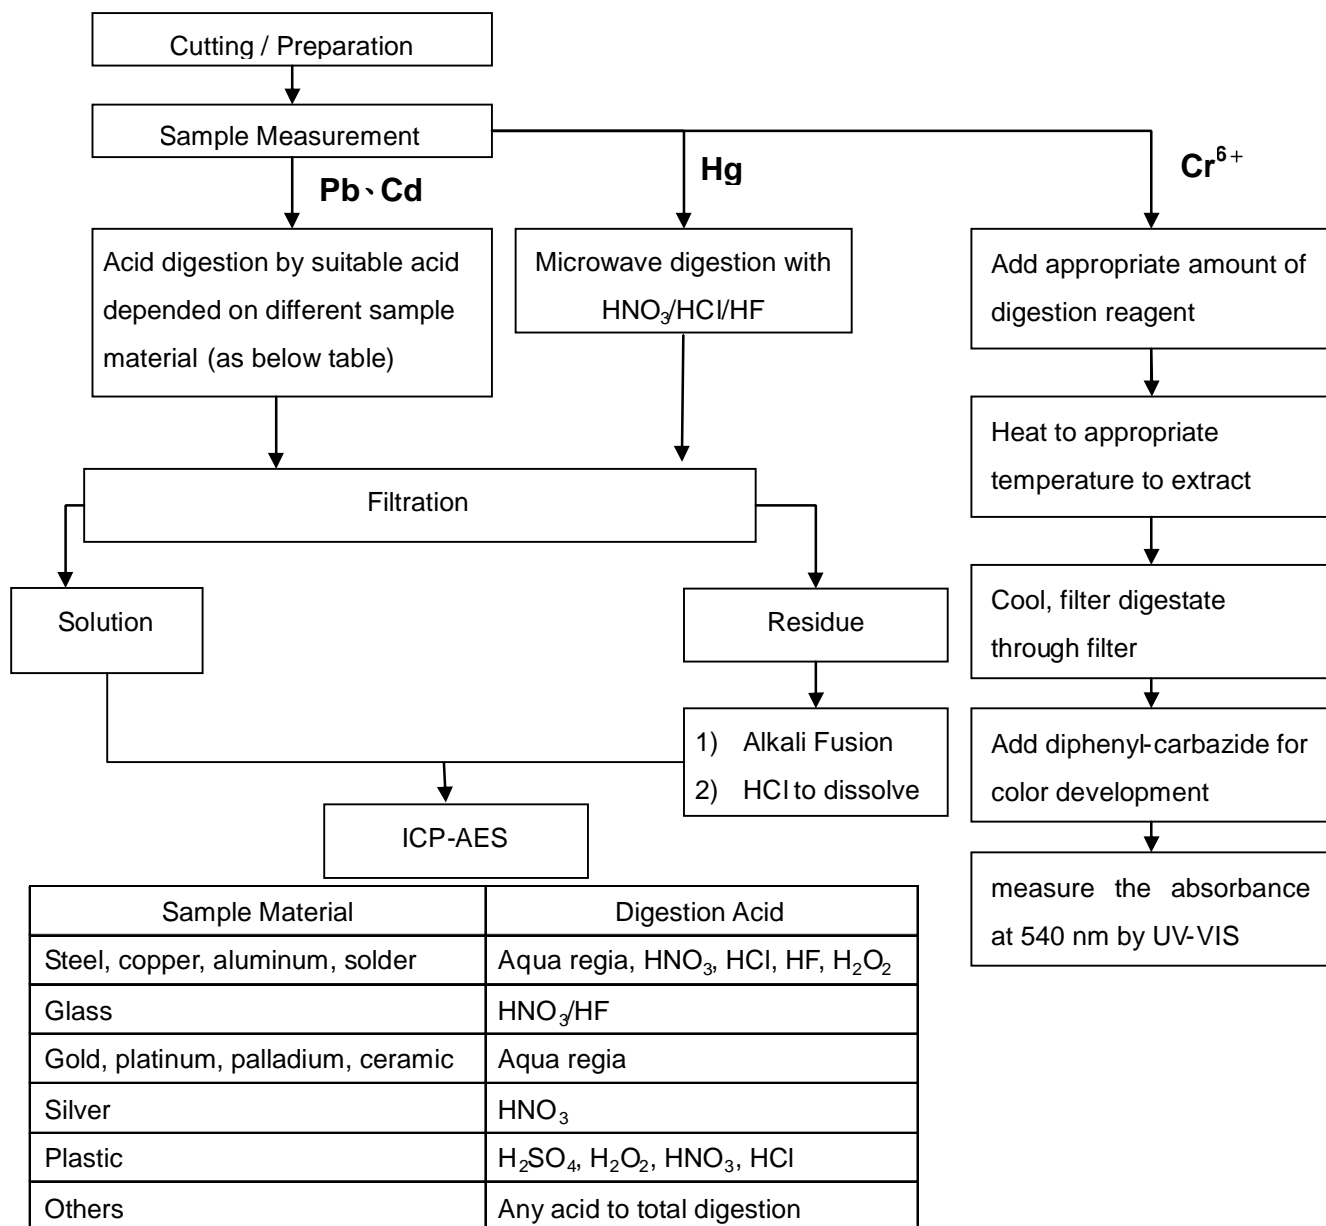 Cutting / Preparation
Sample Measurement
Pb、Cd
Hg
Cr⁶⁺
Acid digestion by suitable acid
depended on different sample
material (as below table)
Microwave digestion with
HNO₃/HCl/HF
Add appropriate amount of
digestion reagent
Heat to appropriate
temperature to extract
Filtration
Cool, filter digestate
through filter
Solution
Residue
1) Alkali Fusion
2) HCl to dissolve
Add diphenyl-carbazide for
color development
ICP-AES
measure the absorbance
at 540 nm by UV-VIS
Sample Material Digestion Acid
Steel, copper, aluminum, solder Aqua regia, HNO₃, HCl, HF, H₂O₂
Glass HNO₃/HF
Gold, platinum, palladium, ceramic Aqua regia
Silver HNO₃
Plastic H₂SO₄, H₂O₂, HNO₃, HCl
Others Any acid to total digestion